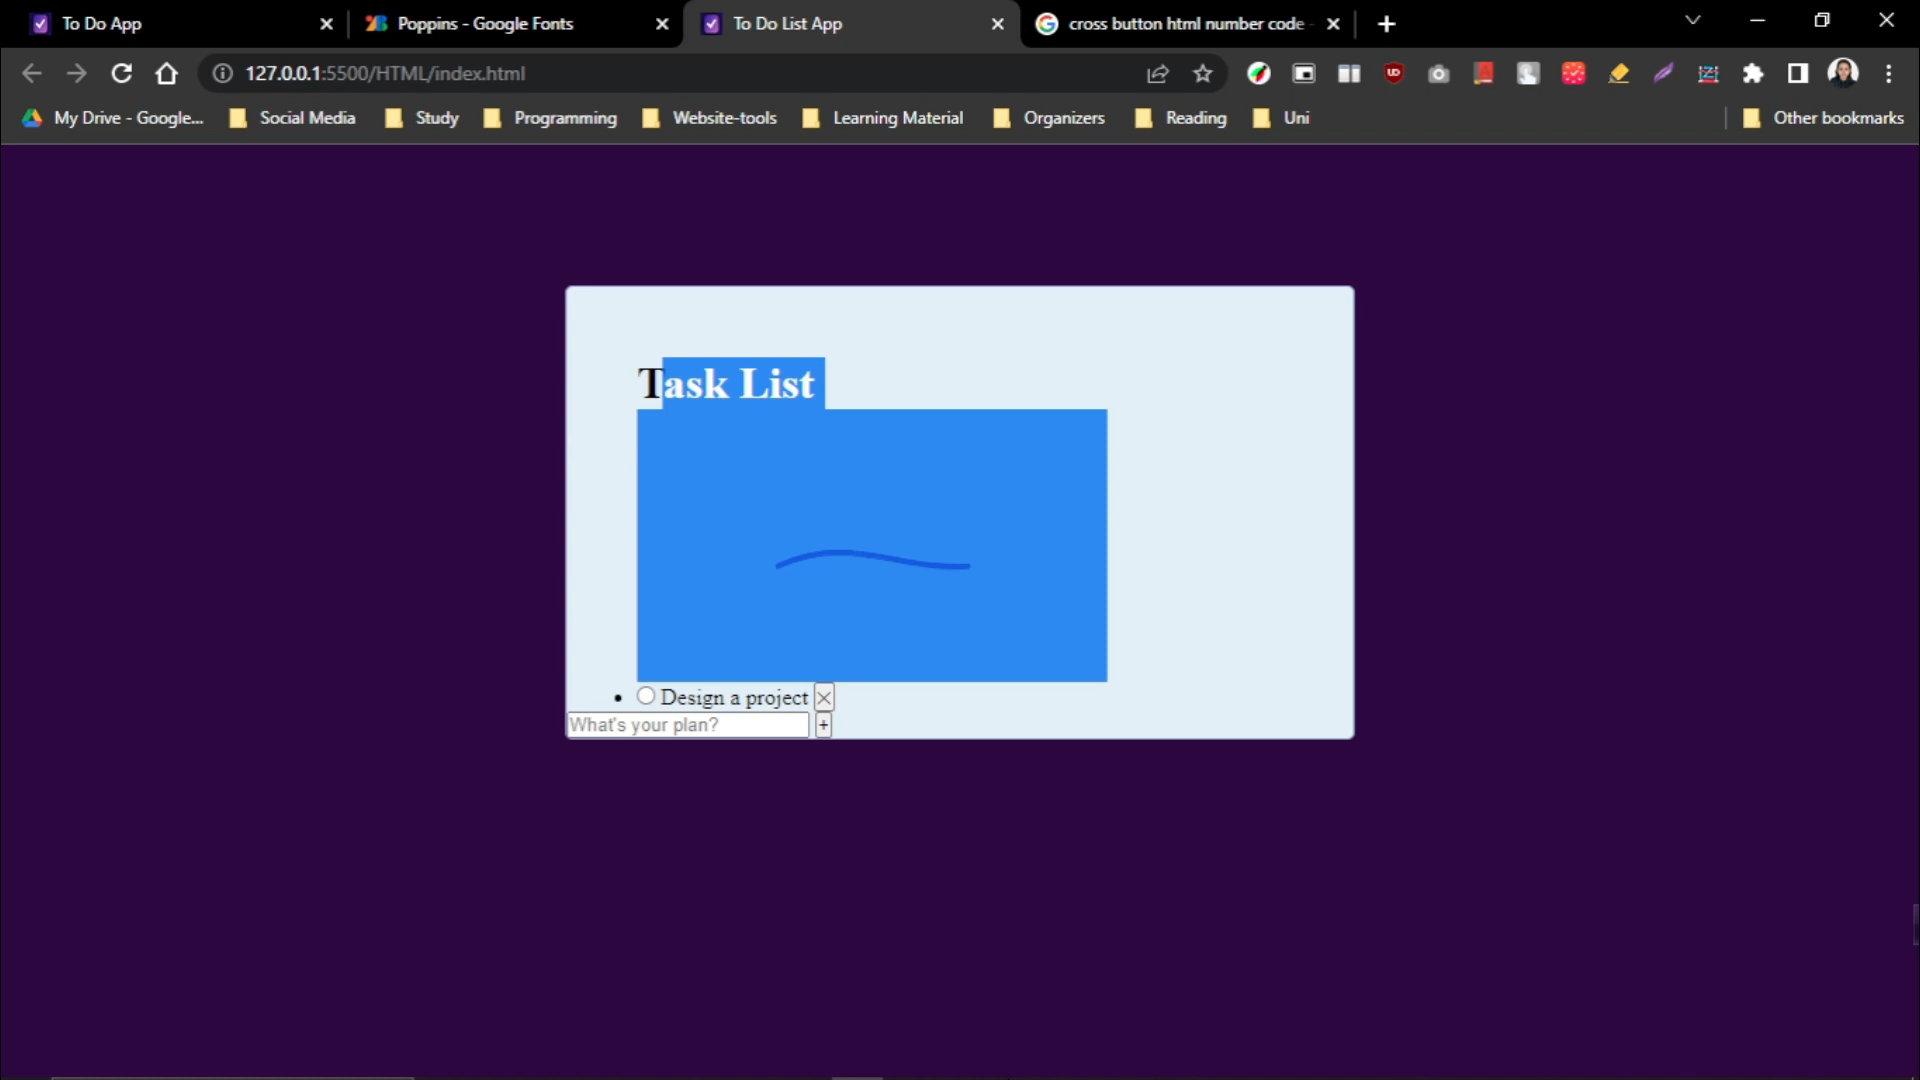 To Do App
Poppins - Google Fonts
To Do List App
cross button html number code -
127.0.0.1:5500/HTML/index.html
My Drive - Google...
Social Media
Study
Programming
Website-tools
Learning Material
Organizers
Reading
Uni
Other bookmarks
Task List
Design a project
What's your plan?
+